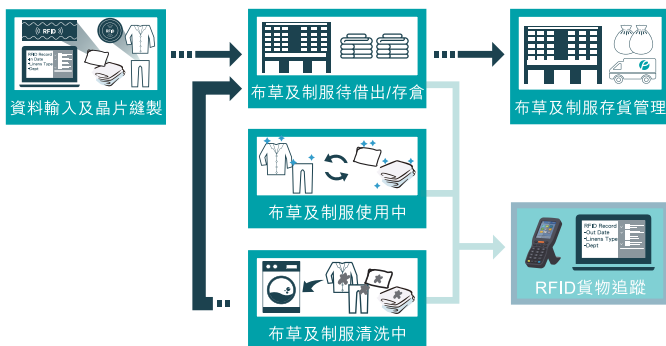 RFID
RFID
RFID Record
•In Date
•Linens Type
•Dept
資料輸入及晶片縫製
布草及制服待借出/存倉
布草及制服存貨管理
布草及制服使用中
RFID Record
•Out Date
•Linens Type
•Dept
RFID貨物追蹤
布草及制服清洗中